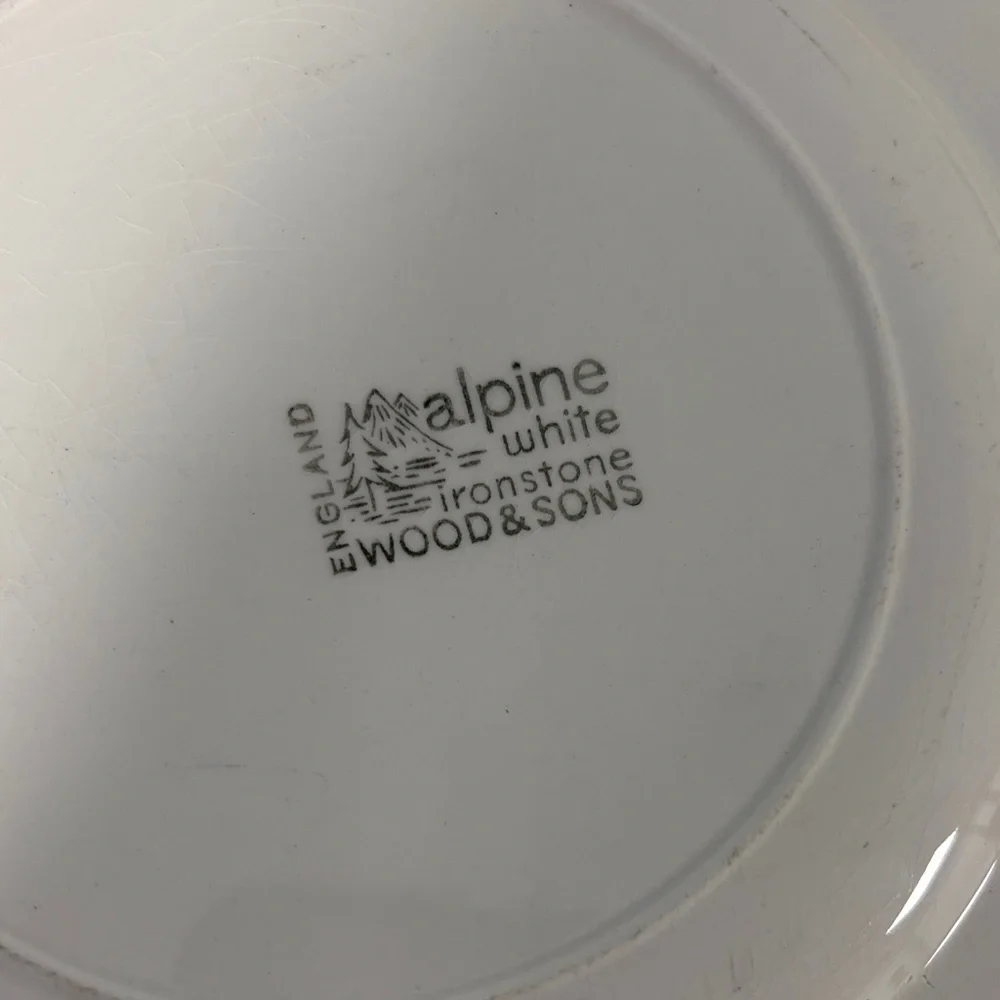 alpine
white
ironstone
WOOD & SONS
ENGLAND